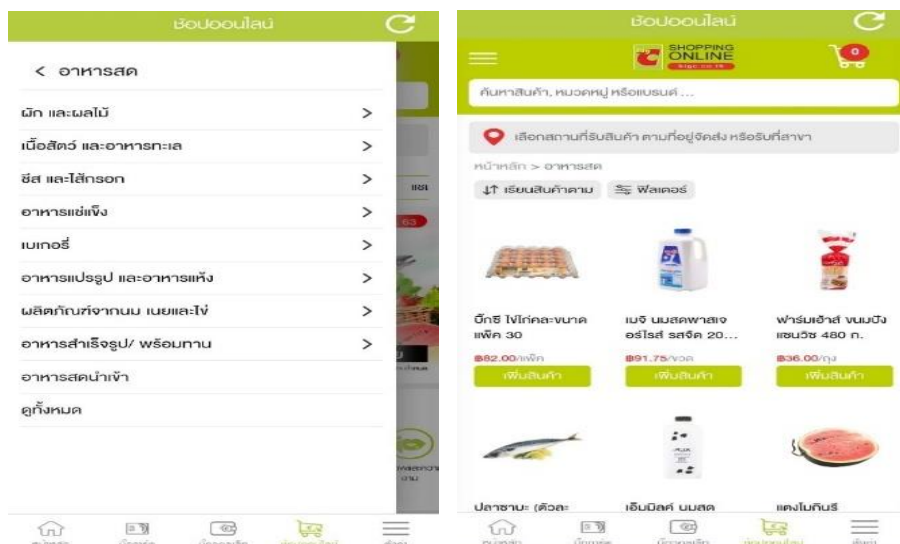 ช้อปออนไลน์
< อาหารสด
ผัก และผลไม้ >
เนื้อสัตว์ และอาหารทะเล >
ชีส และไส้กรอก >
อาหารแช่แข็ง >
เบเกอรี่ >
อาหารแปรรูป และอาหารแห้ง >
ผลิตภัณฑ์จากนม เนยและไข่ >
อาหารสำเร็จรูป/ พร้อมทาน >
อาหารสดนำเข้า
ดูทั้งหมด
63
ช้อปออนไลน์
SHOPPING
ONLINE
0
ค้นหาสินค้า, หมวดหมู่ หรือแบรนด์ ...
เลือกสถานที่รับสินค้า ตามที่อยู่จัดส่ง หรือรับที่สาขา
หน้าหลัก > อาหารสด
เรียนสินค้าตาม
ฟิลเตอร์
บิ๊กซี ไข่ไก่คละขนาด
แพ็ค 30
฿82.00/แพ็ก
เพิ่มสินค้า
เมจิ นมสดพาสเจ
อร์ไรส์ รสจืด 20...
฿91.75/ขวด
เพิ่มสินค้า
ฟาร์มเฮ้าส์ ขนมปัง
แซนวิช 480 ก.
฿36.00/ถุง
เพิ่มสินค้า
ปลาซาบะ (ตัวละ
เอ็มมิลค์ นมสด
แตงโมกินรี